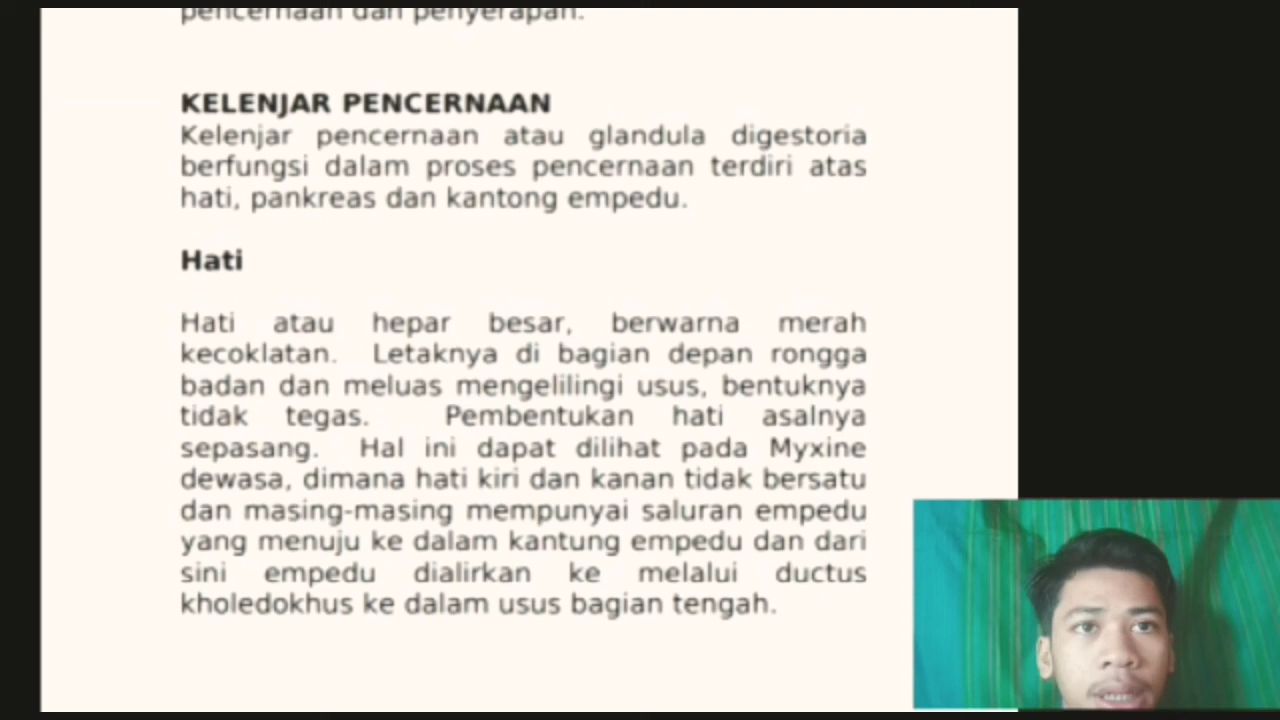 pencernaan dan penyerapan.
KELENJAR PENCERNAAN
Kelenjar pencernaan atau glandula digestoria
berfungsi dalam proses pencernaan terdiri atas
hati, pankreas dan kantong empedu.
Hati
Hati atau hepar besar, berwarna merah
kecoklatan. Letaknya di bagian depan rongga
badan dan meluas mengelilingi usus, bentuknya
tidak tegas. Pembentukan hati asalnya
sepasang. Hal ini dapat dilihat pada Myxine
dewasa, dimana hati kiri dan kanan tidak bersatu
dan masing-masing mempunyai saluran empedu
yang menuju ke dalam kantung empedu dan dari
sini empedu dialirkan ke melalui ductus
kholedokhus ke dalam usus bagian tengah.